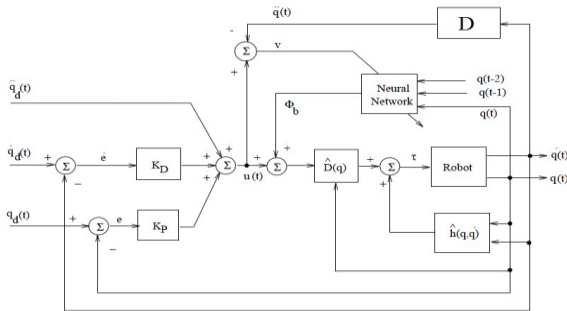 q̈(t)
D
-
Σ
v
+
q̈d(t)
Neural
Network
q(t-2)
q(t-1)
q(t)
Φb
+
q̇d(t)
+
Σ
ė
KD
+
Σ
+
Σ
D̂(q)
+
Σ
τ
Robot
q̇(t)
−
+
u(t)
+
+
q(t)
qd(t)
+
Σ
e
KP
ĥ(q,q̇)
−